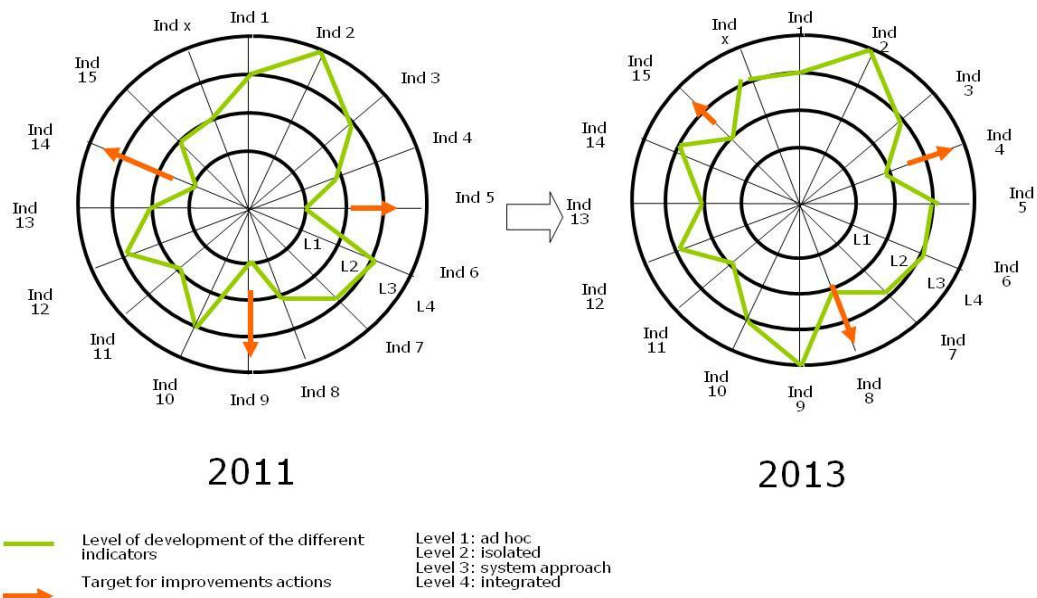 Ind 1
Ind x
Ind 2
Ind
15
Ind 3
Ind
14
Ind 4
Ind
13
Ind 5
L1
L2
L3
L4
Ind 6
Ind
12
Ind
11
Ind 7
Ind
10
Ind 9
Ind 8
2011
Ind
1
Ind
x
Ind
2
Ind
15
Ind
3
Ind
14
Ind
4
Ind
13
Ind
5
L1
L2
L3
L4
Ind
6
Ind
12
Ind
11
Ind
7
Ind
10
Ind
9
Ind
8
2013
Level of development of the different
indicators
Target for improvements actions
Level 1: ad hoc
Level 2: isolated
Level 3: system approach
Level 4: integrated